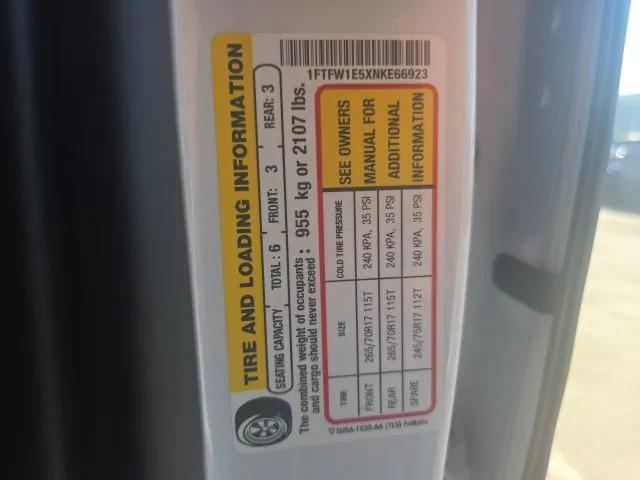 1FTFW1E5XNKE66923
TIRE AND LOADING INFORMATION
SEATING CAPACITY TOTAL: 6 FRONT: 3 REAR: 3
The combined weight of occupants
and cargo should never exceed : 955 kg or 2107 lbs.
TIRE SIZE COLD TIRE PRESSURE SEE OWNERS
FRONT 265/70R17 115T 240 KPA, 35 PSI MANUAL FOR
REAR 265/70R17 115T 240 KPA, 35 PSI ADDITIONAL
SPARE 245/75R17 112T 240 KPA, 35 PSI INFORMATION